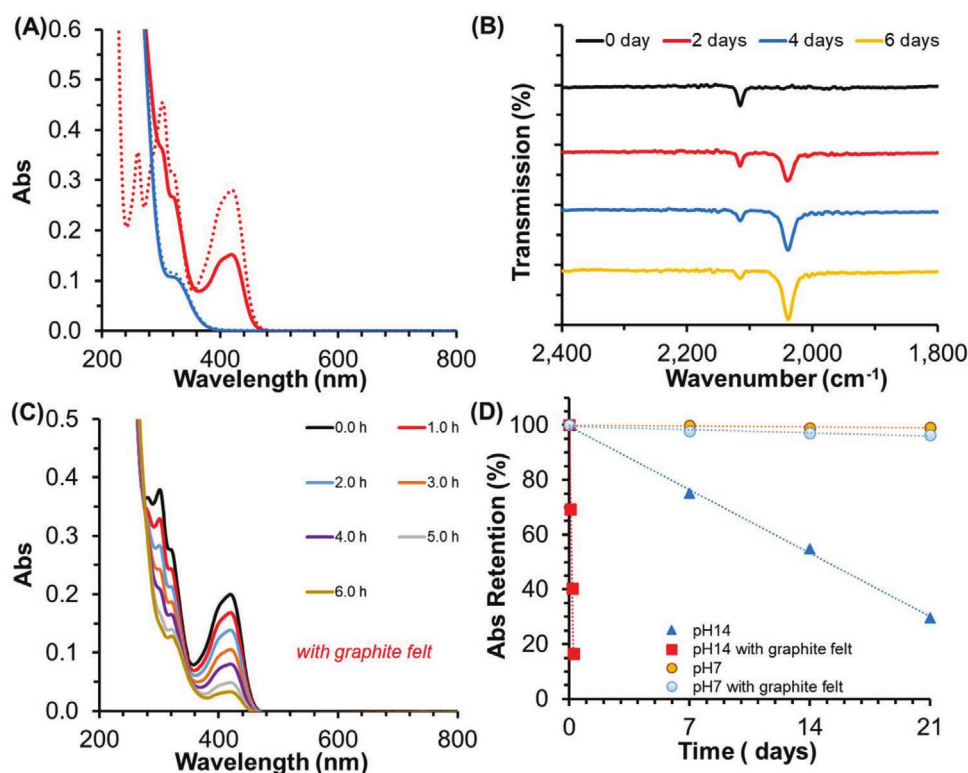 (A)
0.6
0.5
0.4
0.3
0.2
0.1
0.0
Abs
200 400 600 800
Wavelength (nm)
(B)
0 day 2 days 4 days 6 days
Transmission (%)
2,400 2,200 2,000 1,800
Wavenumber (cm-1)
(C)
0.5
0.4
0.3
0.2
0.1
0.0
Abs
0.0 h 1.0 h
2.0 h 3.0 h
4.0 h 5.0 h
6.0 h
with graphite felt
200 400 600 800
Wavelength (nm)
(D)
100
80
60
40
20
0
Abs Retention (%)
pH14
pH14 with graphite felt
pH7
pH7 with graphite felt
0 7 14 21
Time ( days)